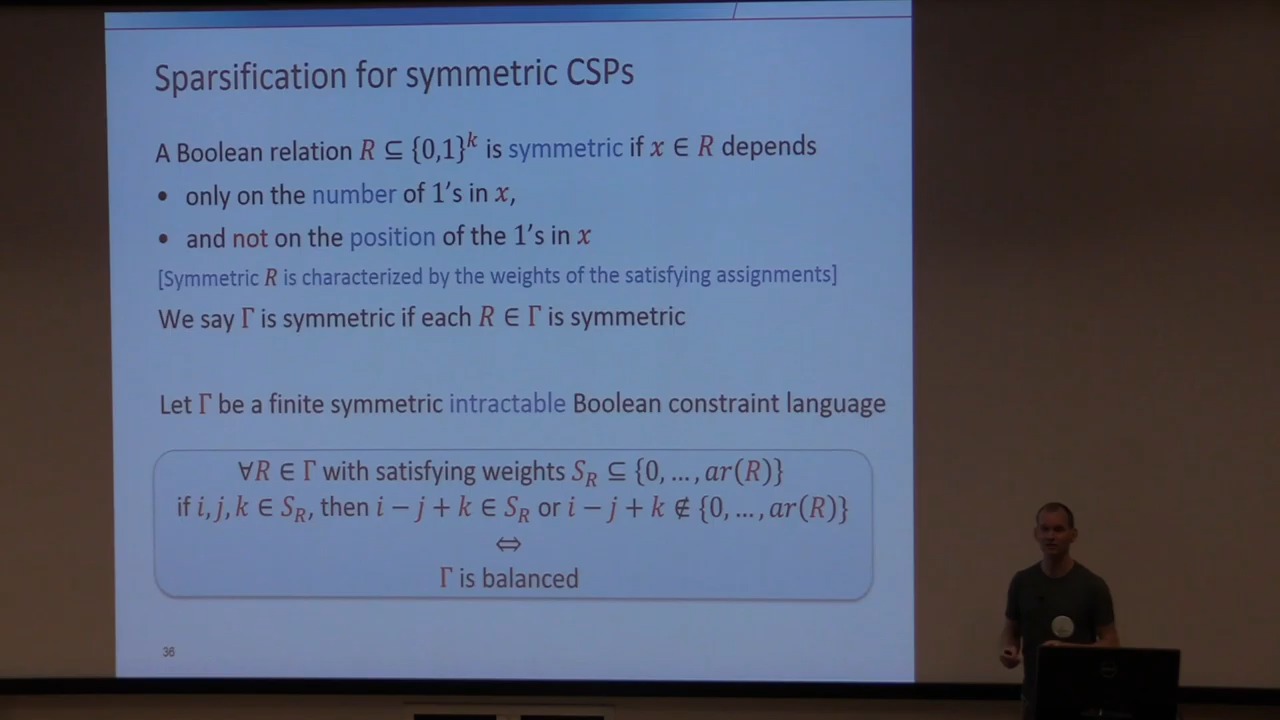 Sparsification for symmetric CSPs
A Boolean relation R ⊆ {0,1}^k is symmetric if x ∈ R depends
• only on the number of 1's in x,
• and not on the position of the 1's in x
[Symmetric R is characterized by the weights of the satisfying assignments]
We say Γ is symmetric if each R ∈ Γ is symmetric
Let Γ be a finite symmetric intractable Boolean constraint language
∀R ∈ Γ with satisfying weights S_R ⊆ {0, …, ar(R)}
if i, j, k ∈ S_R, then i − j + k ∈ S_R or i − j + k ∉ {0, …, ar(R)}
⇔
Γ is balanced
36